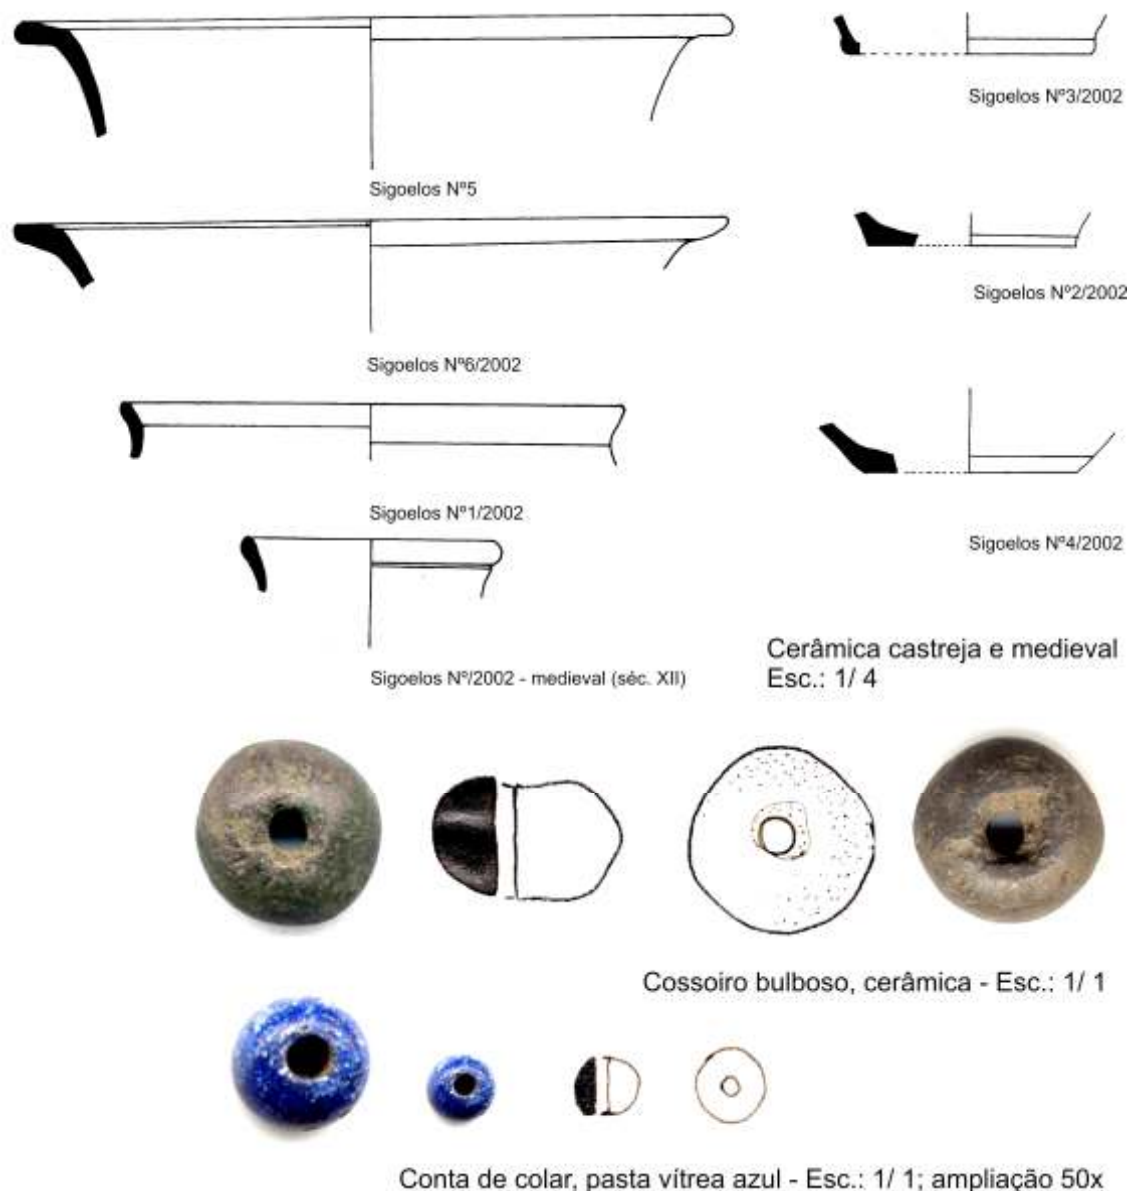 Sigoelos Nº5
Sigoelos Nº3/2002
Sigoelos Nº6/2002
Sigoelos Nº2/2002
Sigoelos Nº1/2002
Sigoelos Nº4/2002
Sigoelos Nº/2002 - medieval (séc. XII)
Cerâmica castreja e medieval
Esc.: 1/ 4
Cossoiro bulboso, cerâmica - Esc.: 1/ 1
Conta de colar, pasta vítrea azul - Esc.: 1/ 1; ampliação 50x